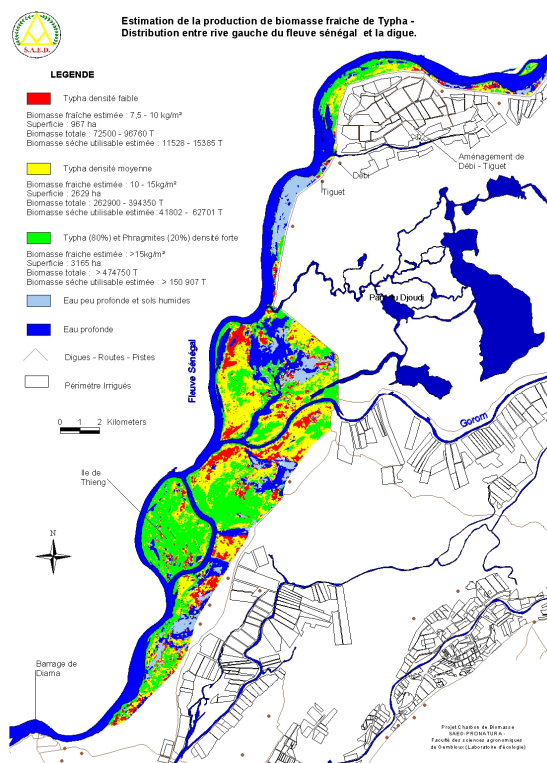 Estimation de la production de biomasse fraîche de Typha -
Distribution entre rive gauche du fleuve sénégal et la digue.
S.A.E.D.
LEGENDE
Typha densité faible
Biomasse fraîche estimée : 7,5 - 10 kg/m²
Superficie : 967 ha
Biomasse totale : 72500 - 96760 T
Biomasse sèche utilisable estimée : 11528 - 15385 T
Typha densité moyenne
Biomasse fraiche estimée : 10 - 15kg/m²
Superficie : 2629 ha
Biomasse totale : 262900 - 394350 T
Biomasse séche utilisable estimée : 41802 - 62701 T
Typha (80%) et Phragmites (20%) densité forte
Biomasse fraiche estimée : >15kg/m²
Superficie : 3165 ha
Biomasse totale : > 474750 T
Biomasse séche utilisable estimée : > 150 907 T
Eau peu profonde et sols humides
Eau profonde
Digues - Routes - Pistes
Périmètre Irrigués
0 1 2 Kilometers
Aménagement de
Débi - Tiguet
Débi
Tiguet
Parc du Djoudj
Fleuve Sénégal
Gorom
Ile de
Thieng
N
Barrage de
Diama
Projet Charbon de Biomasse
SAED-PRONATURA -
Faculté des sciences agronomiques
de Gembloux (Laboratoire d'écologie)